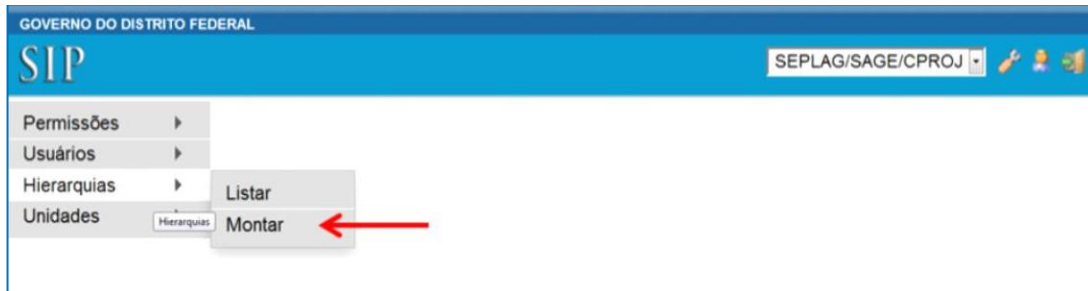 GOVERNO DO DISTRITO FEDERAL
SIP
SEPLAG/SAGE/CPROJ
Permissões
Usuários
Hierarquias
Listar
Unidades
Hierarquias
Montar